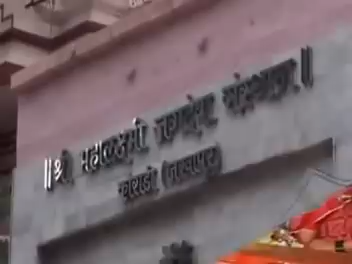 ॥ श्री महालक्ष्मी जगदंबा संस्थान ॥
कोराडी (नागपूर)